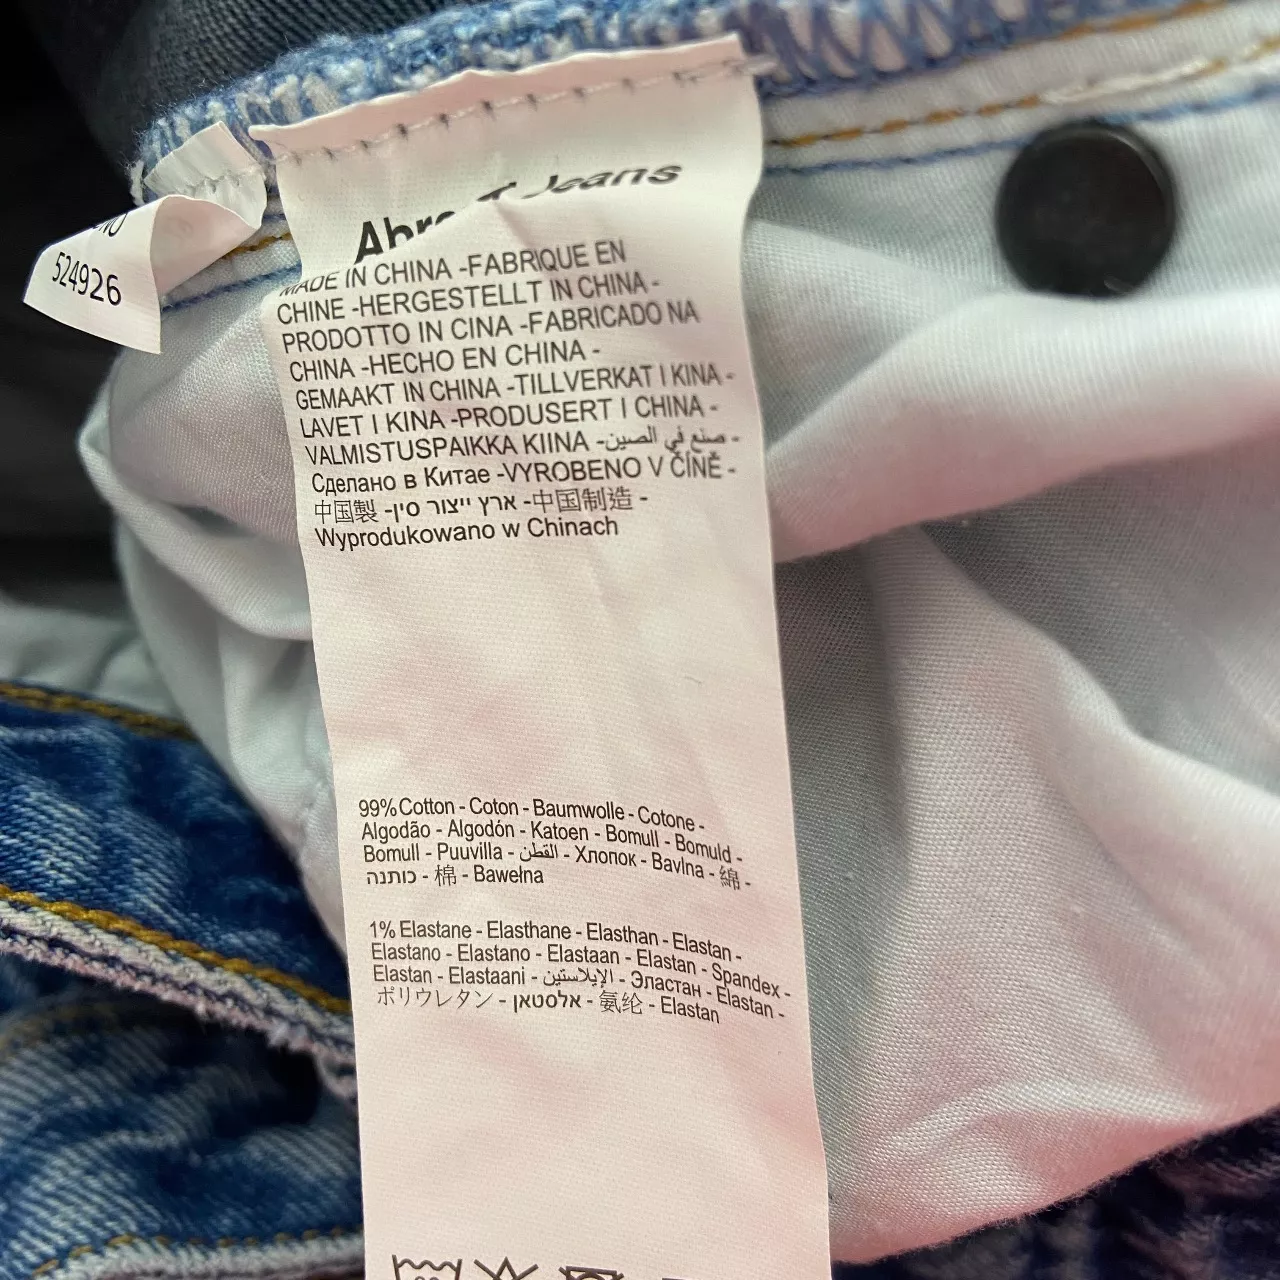 524926
Jeans
MADE IN CHINA -FABRIQUE EN
CHINE -HERGESTELLT IN CHINA -
PRODOTTO IN CINA -FABRICADO NA
CHINA -HECHO EN CHINA -
GEMAAKT IN CHINA -TILLVERKAT I KINA -
LAVET I KINA -PRODUSERT I CHINA -
VALMISTUSPAIKKA KIINA -صنع في الصين -
Сделано в Китае -VYROBENO V ČÍNĚ -
中国製 -ארץ ייצור סין -中国制造 -
Wyprodukowano w Chinach
99% Cotton - Coton - Baumwolle - Cotone -
Algodão - Algodón - Katoen - Bomull - Bomuld -
Bomull - Puuvilla - القطن - Хлопок - Bavlna - 綿 -
כותנה - 棉 - Bawełna
1% Elastane - Elasthane - Elasthan - Elastan -
Elastano - Elastano - Elastaan - Elastan - Spandex -
Elastan - Elastaani - الإيلاستين - Эластан - Elastan -
ポリウレタン - אלסטאן - 氨纶 - Elastan